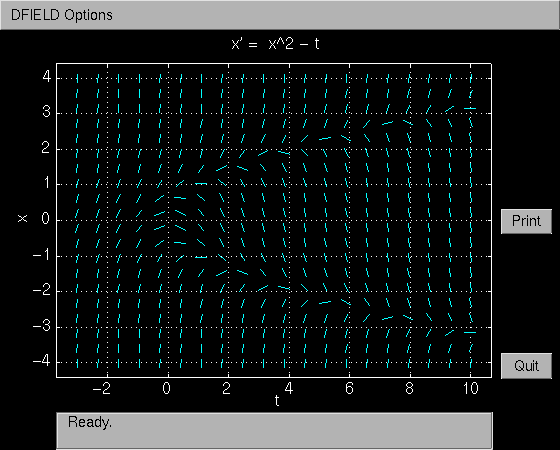 DFIELD Options
x' = x^2 − t
4
3
2
1
0
−1
−2
−3
−4
x
−2 0 2 4 6 8 10
t
Print
Quit
Ready.